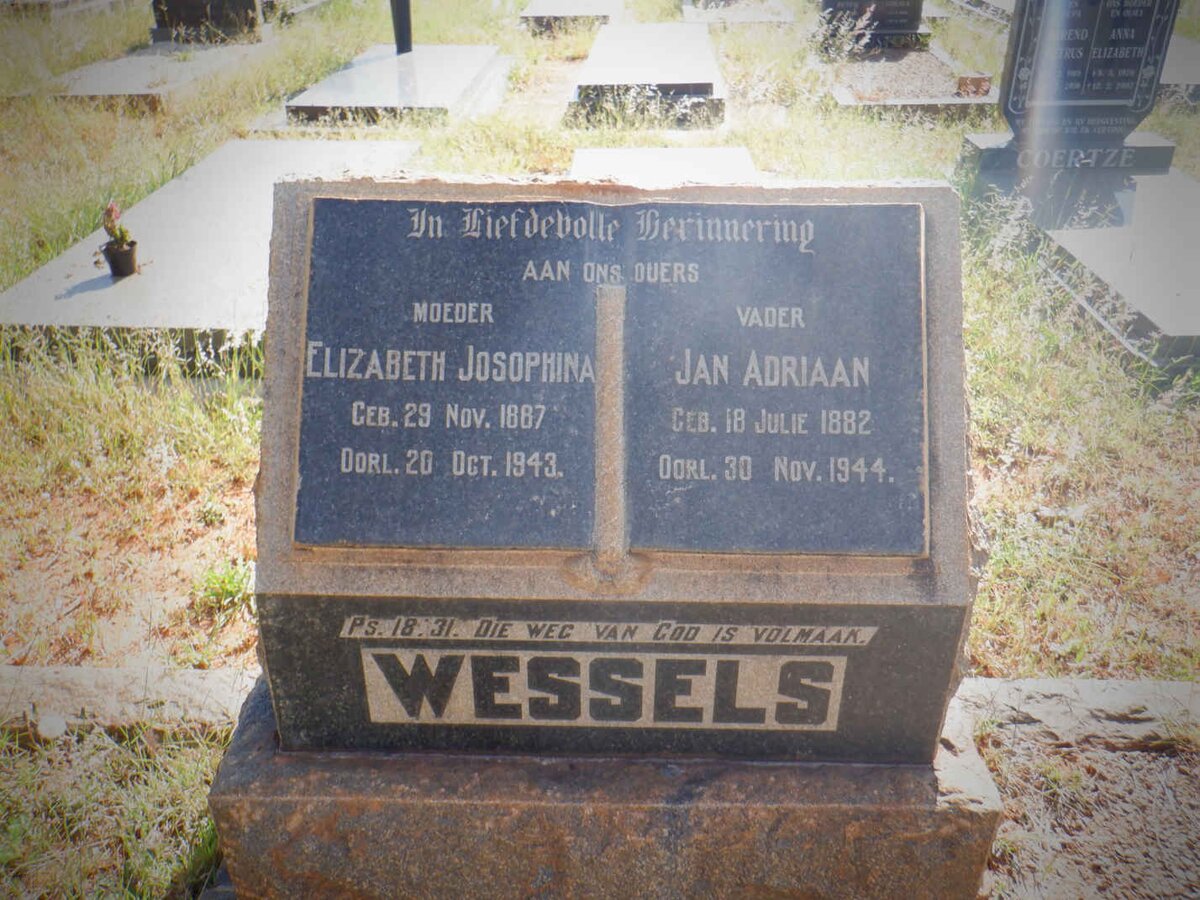 In Liefdevolle Herinnering
AAN ONS OUERS
MOEDER
ELIZABETH JOSOPHINA
GEB. 29 NOV. 1887
OORL. 20 OCT. 1943.
VADER
JAN ADRIAAN
GEB. 18 JULIE 1882
OORL. 30 NOV. 1944.
PS. 18:31. DIE WEG VAN GOD IS VOLMAAK.
WESSELS
ANNA
ELIZABETH
COERTZE